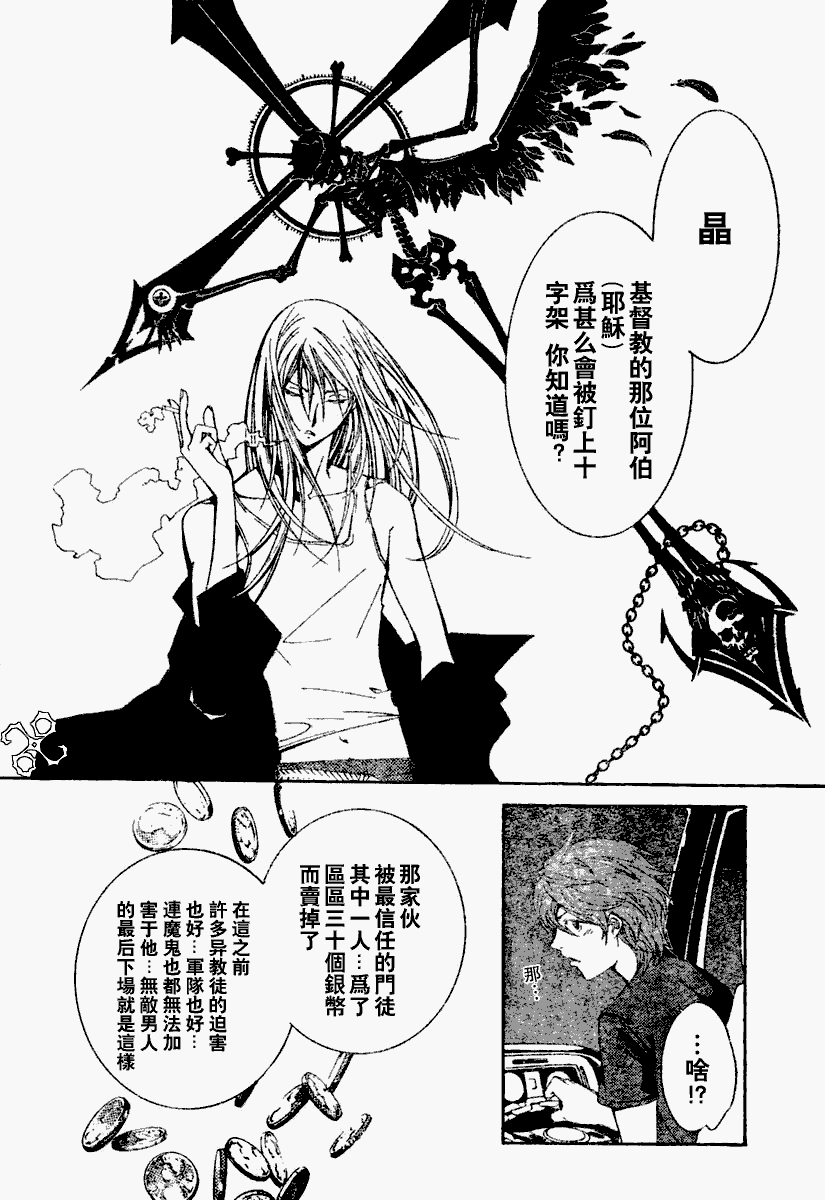 晶
基督教的那位阿伯
(耶穌)
爲甚么會被釘上十
字架 你知道嗎?
…啥!?
那…
那家伙
被最信任的門徒
其中一人…爲了
區區三十個銀幣
而賣掉了
在這之前
許多异教徒的迫害
也好…軍隊也好…
連魔鬼也都無法加
害于他…無敵男人
的最后下場就是這樣